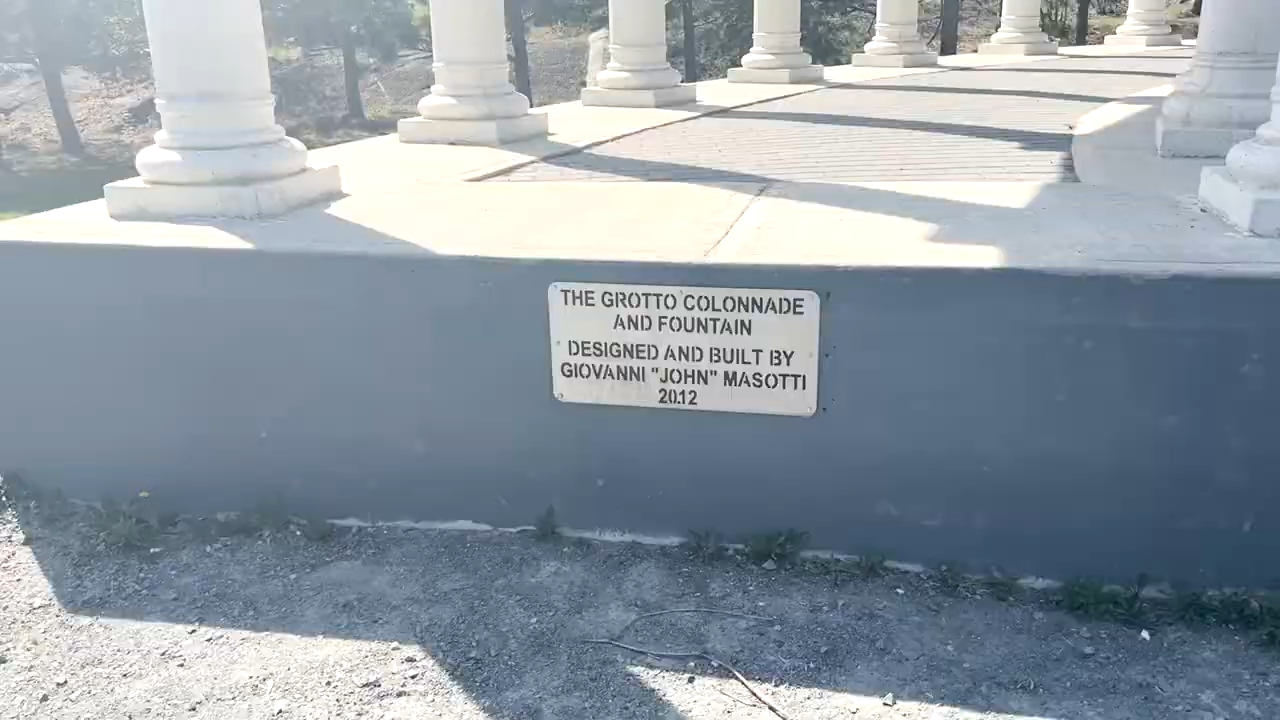 THE GROTTO COLONNADE
AND FOUNTAIN
DESIGNED AND BUILT BY
GIOVANNI "JOHN" MASOTTI
2012